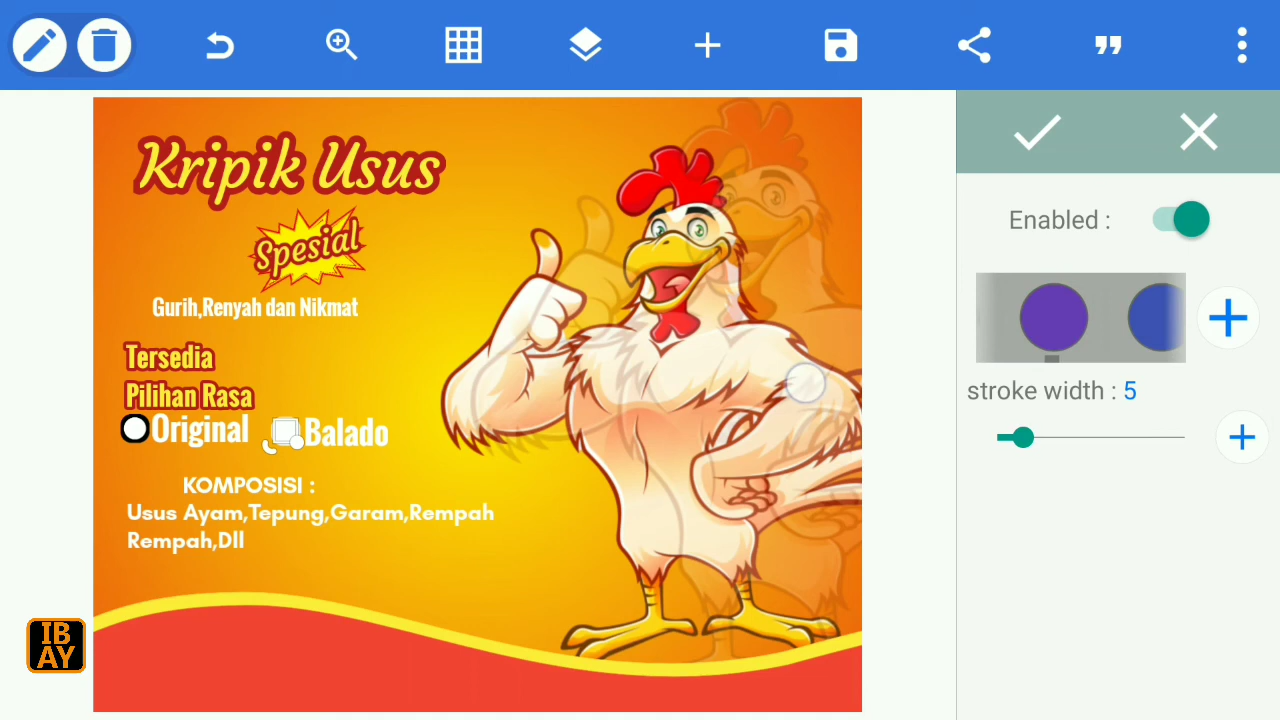 Kripik Usus
Spesial
Gurih,Renyah dan Nikmat
Tersedia
Pilihan Rasa
Original Balado
KOMPOSISI :
Usus Ayam,Tepung,Garam,Rempah
Rempah,Dll
IB
AY
Enabled :
stroke width : 5